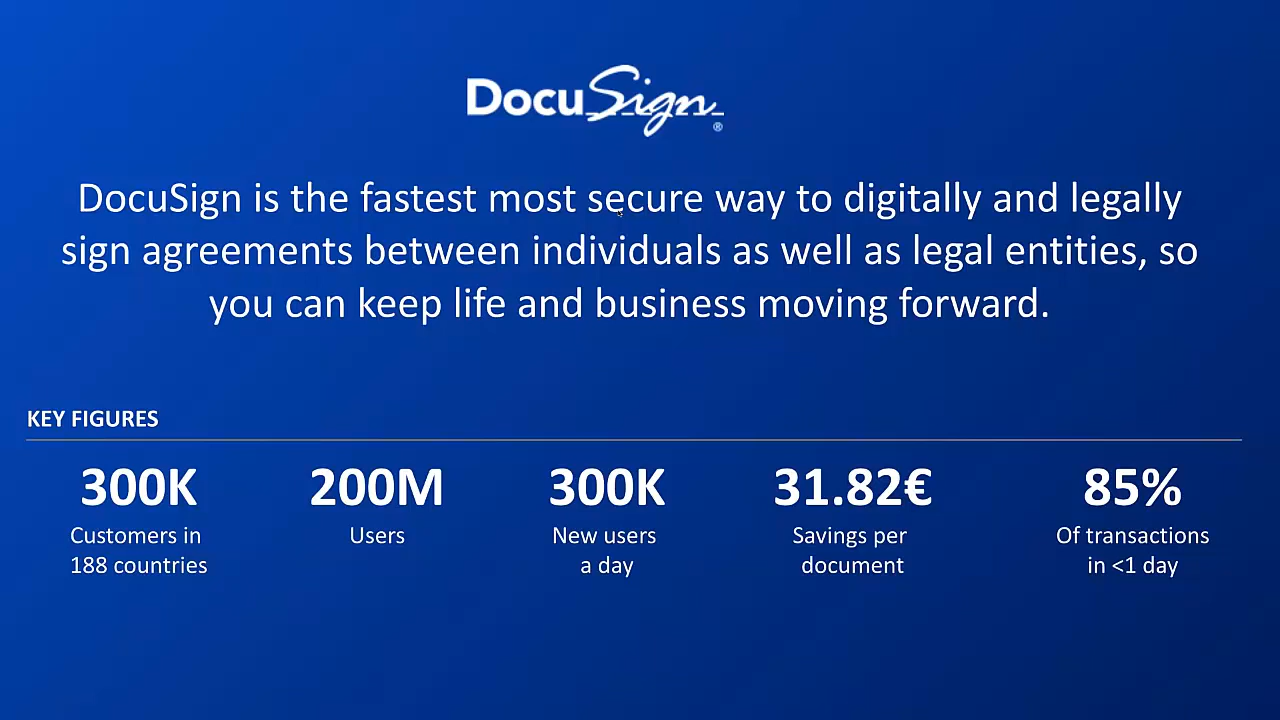 DocuSign®
DocuSign is the fastest most secure way to digitally and legally
sign agreements between individuals as well as legal entities, so
you can keep life and business moving forward.
KEY FIGURES
300K
Customers in
188 countries
200M
Users
300K
New users
a day
31.82€
Savings per
document
85%
Of transactions
in <1 day